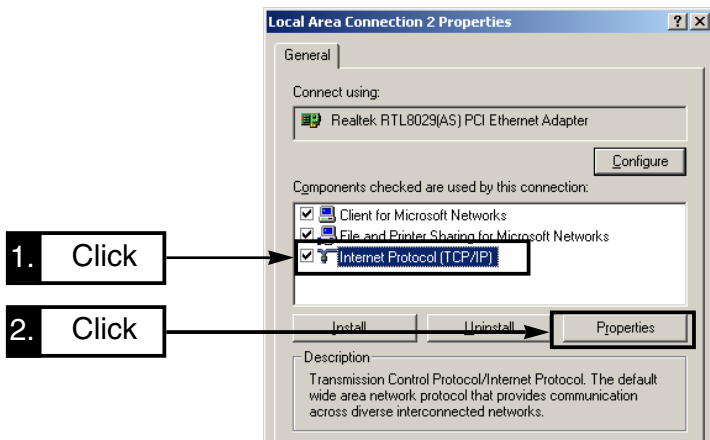 Local Area Connection 2 Properties
General
Connect using:
Realtek RTL8029(AS) PCI Ethernet Adapter
Configure
Components checked are used by this connection:
Client for Microsoft Networks
File and Printer Sharing for Microsoft Networks
1. Click
Internet Protocol (TCP/IP)
2. Click
Install Uninstall Properties
Description
Transmission Control Protocol/Internet Protocol. The default
wide area network protocol that provides communication
across diverse interconnected networks.